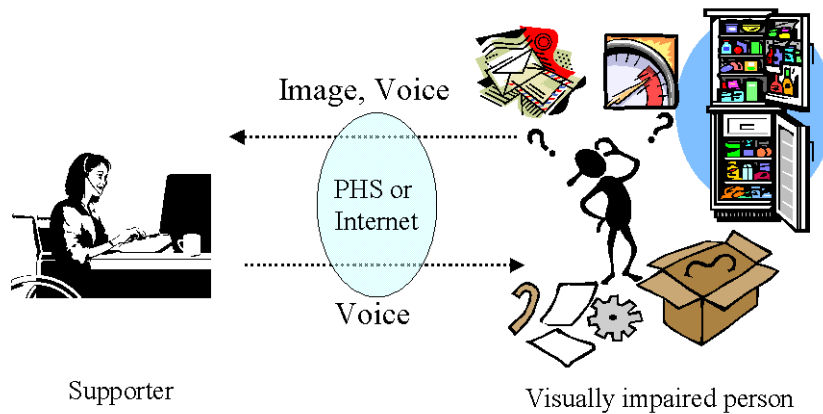 Image, Voice
PHS or
Internet
Voice
Supporter
Visually impaired person